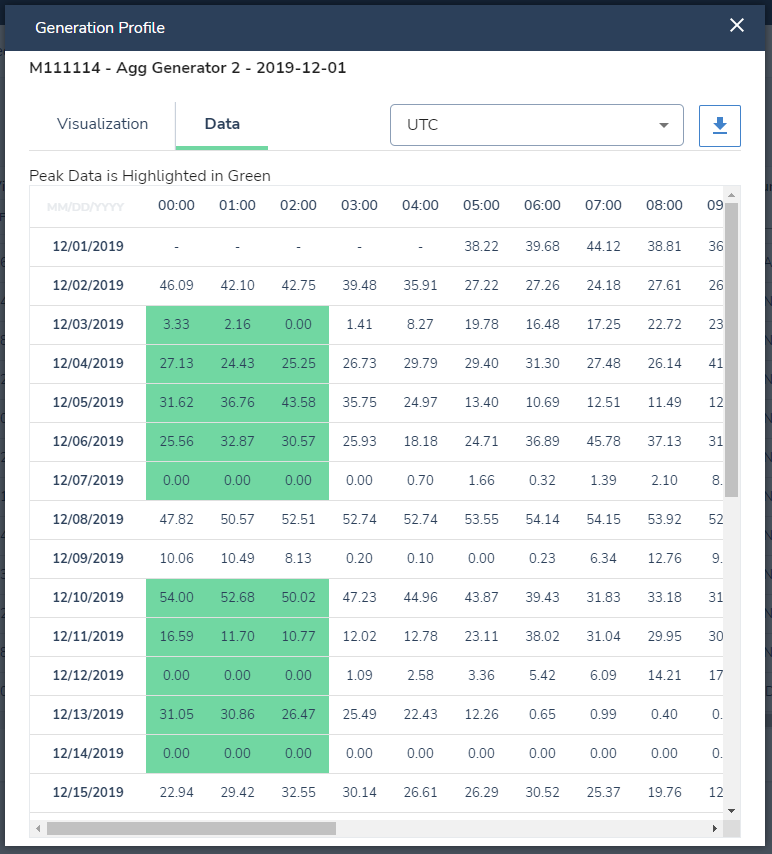 Generation Profile
M111114 - Agg Generator 2 - 2019-12-01
Visualization Data UTC
Peak Data is Highlighted in Green
MM/DD/YYYY 00:00 01:00 02:00 03:00 04:00 05:00 06:00 07:00 08:00 09
12/01/2019 - - - - - 38.22 39.68 44.12 38.81 36
12/02/2019 46.09 42.10 42.75 39.48 35.91 27.22 27.26 24.18 27.61 26
12/03/2019 3.33 2.16 0.00 1.41 8.27 19.78 16.48 17.25 22.72 23
12/04/2019 27.13 24.43 25.25 26.73 29.79 29.40 31.30 27.48 26.14 41
12/05/2019 31.62 36.76 43.58 35.75 24.97 13.40 10.69 12.51 11.49 12
12/06/2019 25.56 32.87 30.57 25.93 18.18 24.71 36.89 45.78 37.13 31
12/07/2019 0.00 0.00 0.00 0.00 0.70 1.66 0.32 1.39 2.10 8.
12/08/2019 47.82 50.57 52.51 52.74 52.74 53.55 54.14 54.15 53.92 52
12/09/2019 10.06 10.49 8.13 0.20 0.10 0.00 0.23 6.34 12.76 9.
12/10/2019 54.00 52.68 50.02 47.23 44.96 43.87 39.43 31.83 33.18 31
12/11/2019 16.59 11.70 10.77 12.02 12.78 23.11 38.02 31.04 29.95 30
12/12/2019 0.00 0.00 0.00 1.09 2.58 3.36 5.42 6.09 14.21 17
12/13/2019 31.05 30.86 26.47 25.49 22.43 12.26 0.65 0.99 0.40 0.
12/14/2019 0.00 0.00 0.00 0.00 0.00 0.00 0.00 0.00 0.00 0.
12/15/2019 22.94 29.42 32.55 30.14 26.61 26.29 30.52 25.37 19.76 12